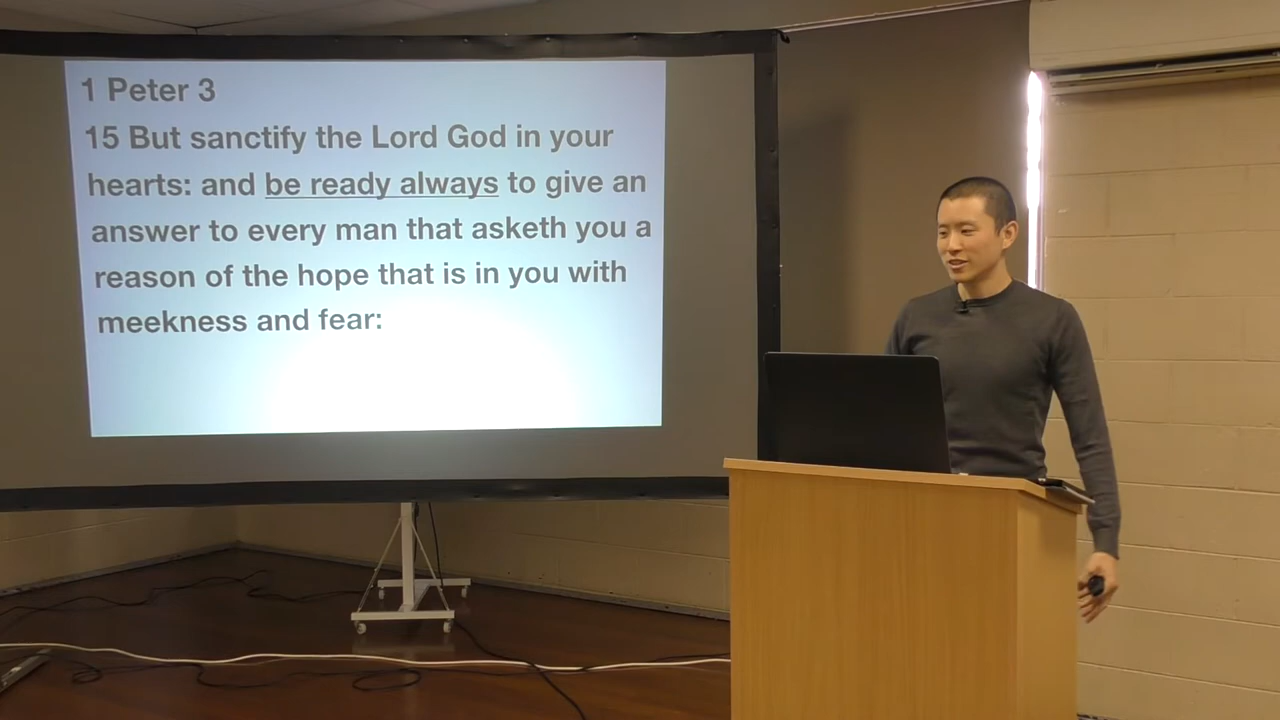 1 Peter 3
15 But sanctify the Lord God in your
hearts: and be ready always to give an
answer to every man that asketh you a
reason of the hope that is in you with
meekness and fear: